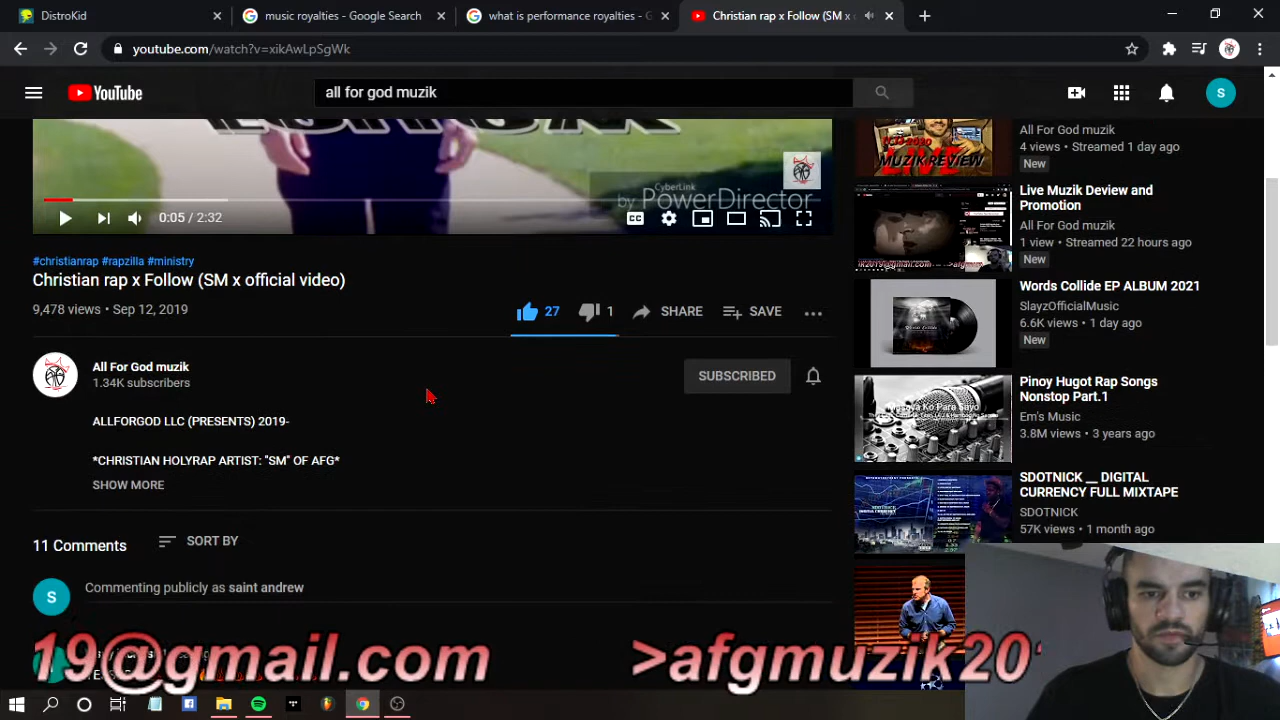 DistroKid
music royalties - Google Search
what is performance royalties - G
Christian rap x Follow (SM x o
youtube.com/watch?v=xikAwLpSgWk
YouTube
all for god muzik
S
CyberLink
by PowerDirector
0:05 / 2:32
CC
#christianrap #rapzilla #ministry
Christian rap x Follow (SM x official video)
9,478 views • Sep 12, 2019
27
1
SHARE
SAVE
All For God muzik
1.34K subscribers
SUBSCRIBED
ALLFORGOD LLC (PRESENTS) 2019-
*CHRISTIAN HOLYRAP ARTIST: "SM" OF AFG*
SHOW MORE
11 Comments
SORT BY
S
Commenting publicly as saint andrew
19@gmail.com
>afgmuzik20
LIVE
MUZIK REVIEW
All For God muzik
4 views • Streamed 1 day ago
New
Live Muzik Deview and
Promotion
All For God muzik
1 view • Streamed 22 hours ago
New
Words Collide EP ALBUM 2021
SlayzOfficialMusic
6.6K views • 1 day ago
New
Pinoy Hugot Rap Songs
Nonstop Part.1
Em's Music
3.8M views • 3 years ago
SDOTNICK __ DIGITAL
CURRENCY FULL MIXTAPE
SDOTNICK
57K views • 1 month ago